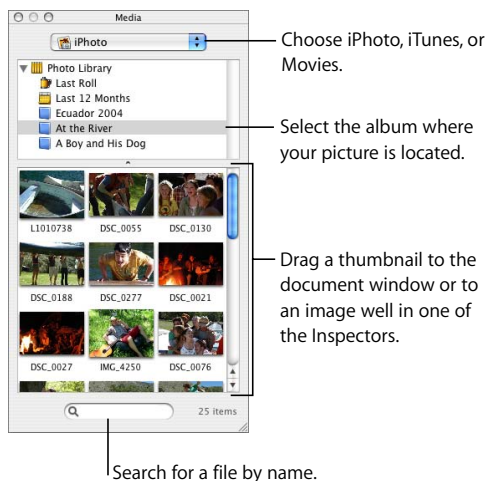 Media
iPhoto
Choose iPhoto, iTunes, or
Movies.
Photo Library
Last Roll
Last 12 Months
Ecuador 2004
At the River
A Boy and His Dog
Select the album where
your picture is located.
L1010738 DSC_0055 DSC_0130
DSC_0188 DSC_0277 DSC_0021
DSC_0027 IMG_4250 DSC_0076
Drag a thumbnail to the
document window or to
an image well in one of
the Inspectors.
25 items
Search for a file by name.